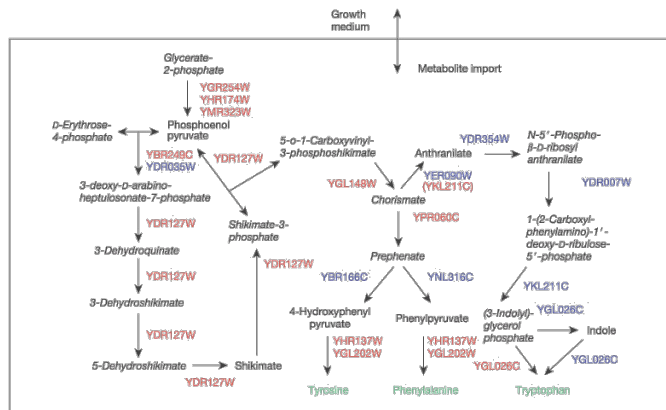 Growth
medium
Metabolite import
Glycerate-
2-phosphate
YGR254W
YHR174W
YMR323W
D-Erythrose-
4-phosphate
Phosphoenol
pyruvate
YBR249C
YDR035W
YDR127W
3-deoxy-D-arabino-
heptulosonate-7-phosphate
YDR127W
3-Dehydroquinate
YDR127W
3-Dehydroshikimate
YDR127W
5-Dehydroshikimate
YDR127W
Shikimate
YDR127W
Shikimate-3-
phosphate
5-o-1-Carboxyvinyl-
3-phosphoshikimate
YGL148W
Chorismate
Anthranilate
YER090W
(YKL211C)
YDR354W
N-5'-Phospho-
β-D-ribosyl
anthranilate
YDR007W
1-(2-Carboxyl-
phenylamino)-1'-
deoxy-D-ribulose-
5'-phosphate
YKL211C
(3-Indolyl)-
glycerol
phosphate
YGL026C
Indole
YGL026C
YGL026C
Tryptophan
YPR060C
Prephenate
YBR166C
YNL316C
4-Hydroxyphenyl
pyruvate
YHR137W
YGL202W
Tyrosine
Phenylpyruvate
YHR137W
YGL202W
Phenylalanine